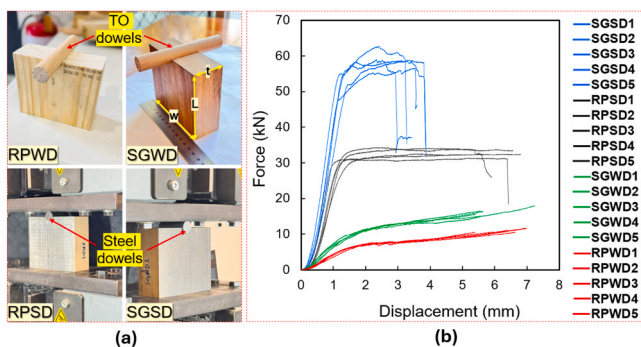 TO
dowels
t
L
w
RPWD
SGWD
Steel
dowels
RPSD
SGSD
(a)
Force (kN)
70
60
50
40
30
20
10
0
0 1 2 3 4 5 6 7 8
Displacement (mm)
(b)
SGSD1
SGSD2
SGSD3
SGSD4
SGSD5
RPSD1
RPSD2
RPSD3
RPSD4
RPSD5
SGWD1
SGWD2
SGWD3
SGWD4
SGWD5
RPWD1
RPWD2
RPWD3
RPWD4
RPWD5